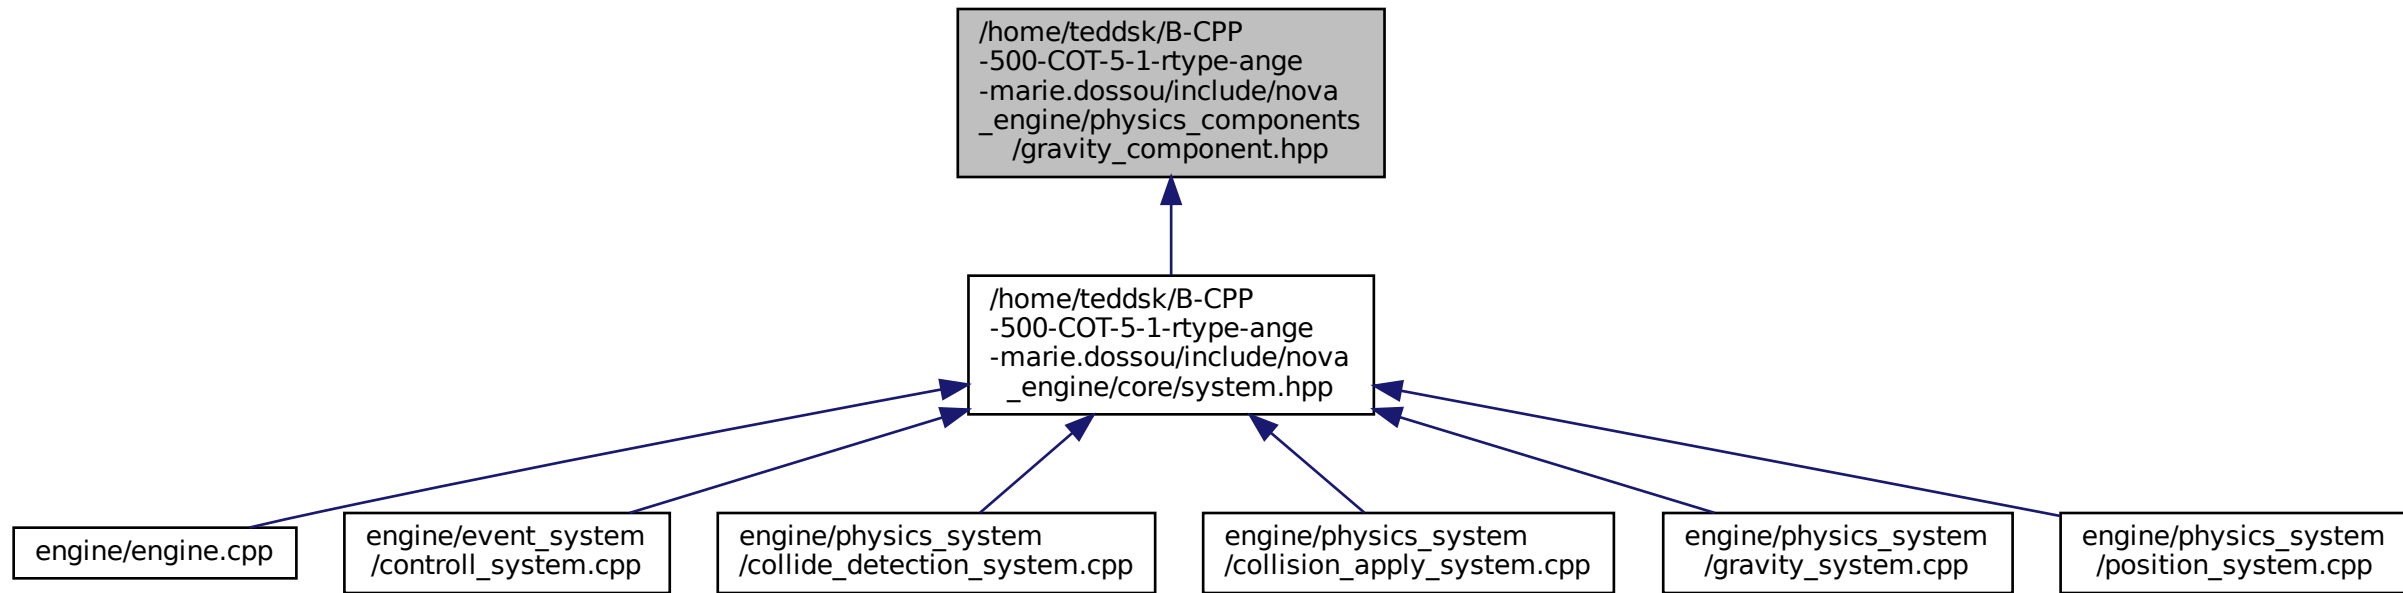 /home/teddsk/B-CPP
-500-COT-5-1-rtype-ange
-marie.dossou/include/nova
_engine/physics_components
/gravity_component.hpp
/home/teddsk/B-CPP
-500-COT-5-1-rtype-ange
-marie.dossou/include/nova
_engine/core/system.hpp
engine/engine.cpp
engine/event_system
/controll_system.cpp
engine/physics_system
/collide_detection_system.cpp
engine/physics_system
/collision_apply_system.cpp
engine/physics_system
/gravity_system.cpp
engine/physics_system
/position_system.cpp